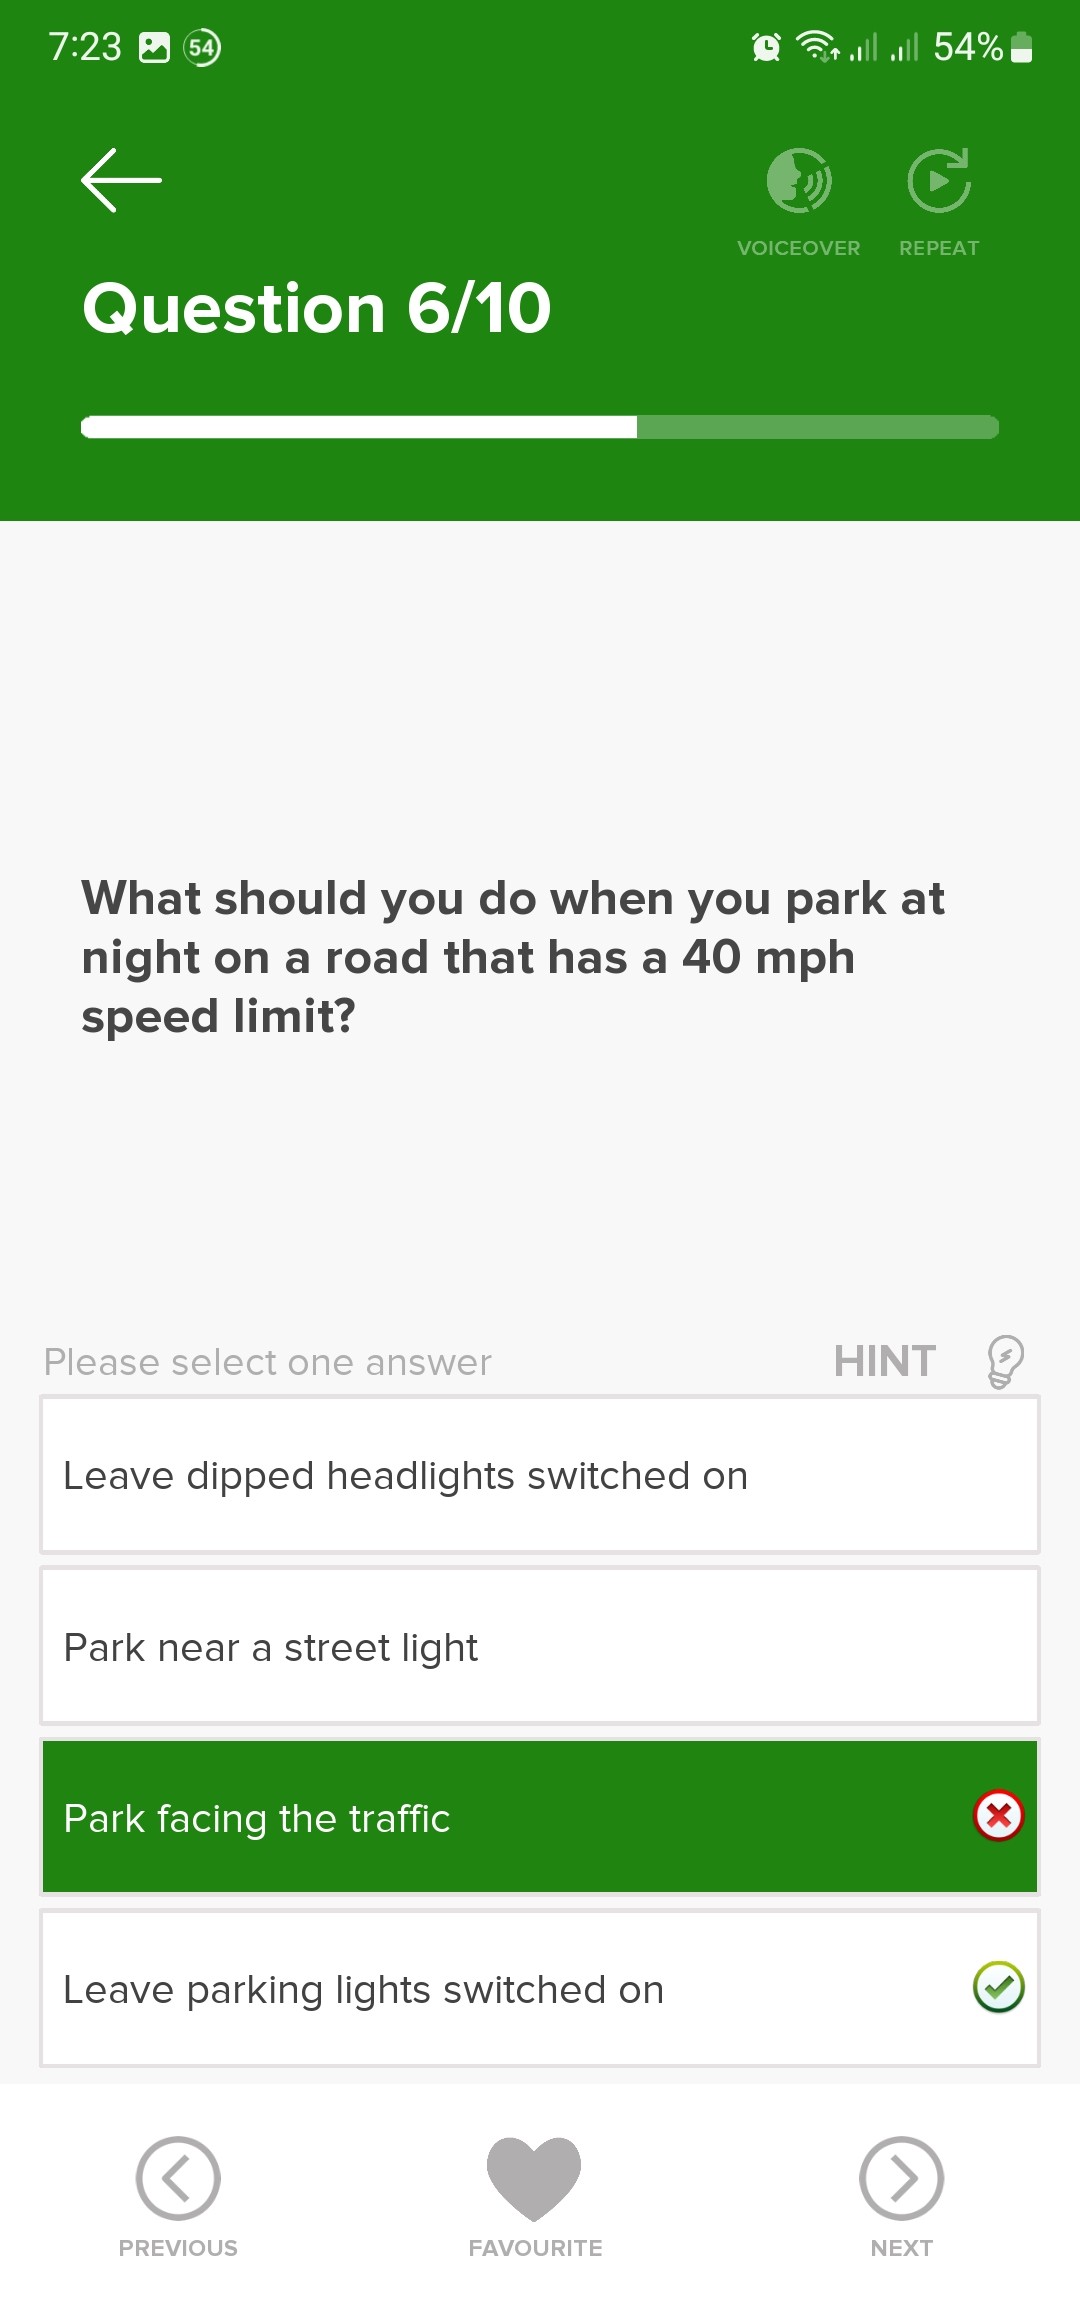 7:23 54 54%
VOICEOVER REPEAT
Question 6/10
What should you do when you park at
night on a road that has a 40 mph
speed limit?
Please select one answer HINT
Leave dipped headlights switched on
Park near a street light
Park facing the traffic
Leave parking lights switched on
PREVIOUS FAVOURITE NEXT